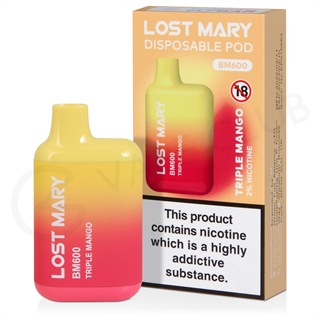 LOST MARY
DISPOSABLE POD
BM600
LOST MARY
BM600
TRIPLE MANGO
18
TRIPLE MANGO
2% NICOTINE
This product
contains nicotine
which is a highly
addictive
substance.
LOST MARY
BM600
TRIPLE MANGO